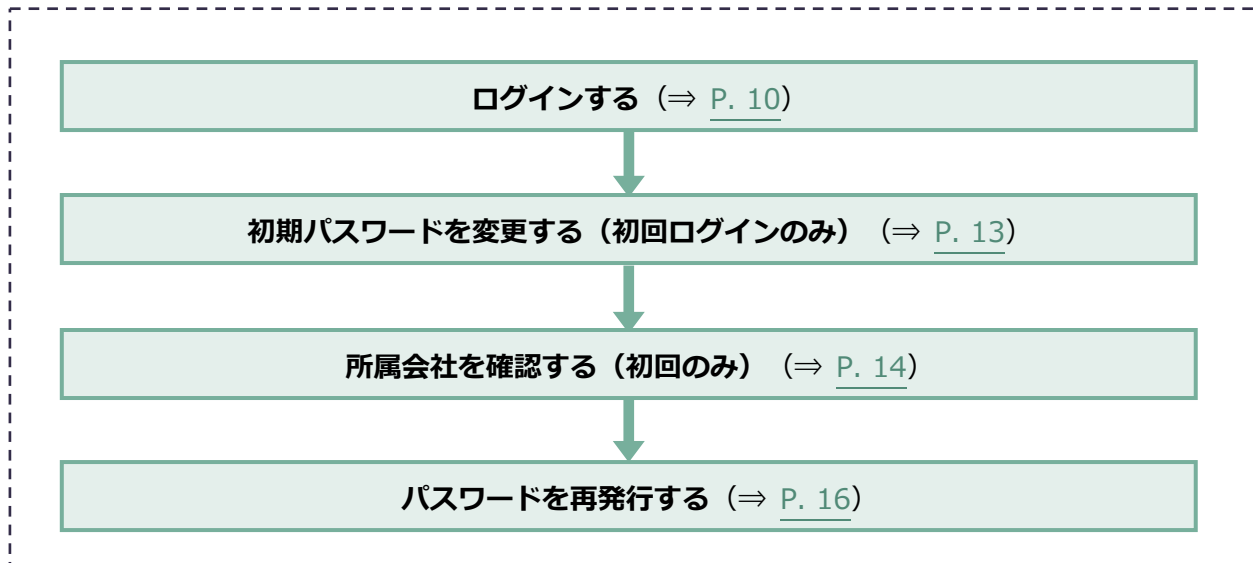 ログインする（⇒ P. 10）
初期パスワードを変更する（初回ログインのみ）（⇒ P. 13）
所属会社を確認する（初回のみ）（⇒ P. 14）
パスワードを再発行する（⇒ P. 16）